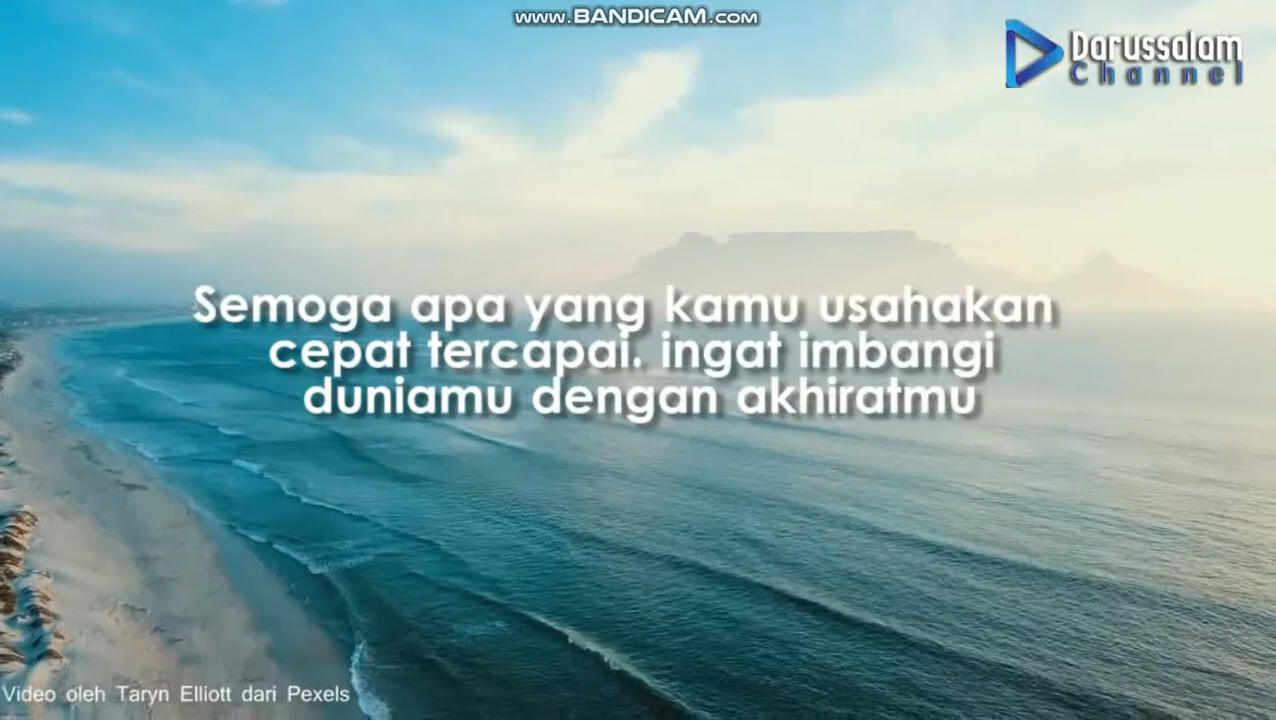 www.BANDICAM.com
Darussalam
Channel
Semoga apa yang kamu usahakan
cepat tercapai. ingat imbangi
duniamu dengan akhiratmu
Video oleh Taryn Elliott dari Pexels